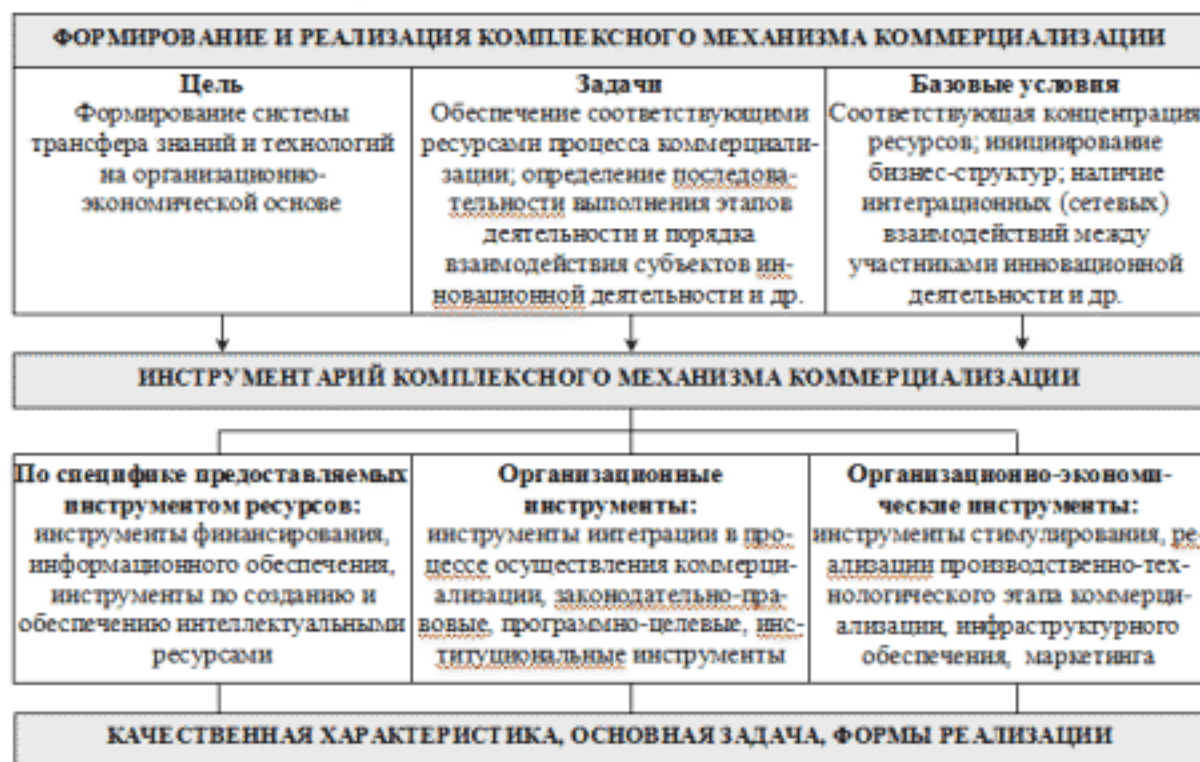 ФОРМИРОВАНИЕ И РЕАЛИЗАЦИЯ КОМПЛЕКСНОГО МЕХАНИЗМА КОММЕРЦИАЛИЗАЦИИ
Цель
Формирование системы
трансфера знаний и технологий
на организационно-
экономической основе
Задачи
Обеспечение соответствующими
ресурсами процесса коммерциали-
зации; определение последова-
тельности выполнения этапов
деятельности и порядка
взаимодействия субъектов ин-
новационной деятельности и др.
Базовые условия
Соответствующая концентрация
ресурсов; инициирование
бизнес-структур; наличие
интеграционных (сетевых)
взаимодействий между
участниками инновационной
деятельности и др.
ИНСТРУМЕНТАРИЙ КОМПЛЕКСНОГО МЕХАНИЗМА КОММЕРЦИАЛИЗАЦИИ
По специфике предоставляемых
инструментом ресурсов:
инструменты финансирования,
информационного обеспечения,
инструменты по созданию и
обеспечению интеллектуальными
ресурсами
Организационные
инструменты:
инструменты интеграции в про-
цессе осуществления коммерци-
ализации, законодательно-пра-
вовые, программно-целевые, инс-
титуциональные инструменты
Организационно-экономи-
ческие инструменты:
инструменты стимулирования, ре-
ализации производственно-тех-
нологического этапа коммерци-
ализации, инфраструктурного
обеспечения, маркетинга
КАЧЕСТВЕННАЯ ХАРАКТЕРИСТИКА, ОСНОВНАЯ ЗАДАЧА, ФОРМЫ РЕАЛИЗАЦИИ